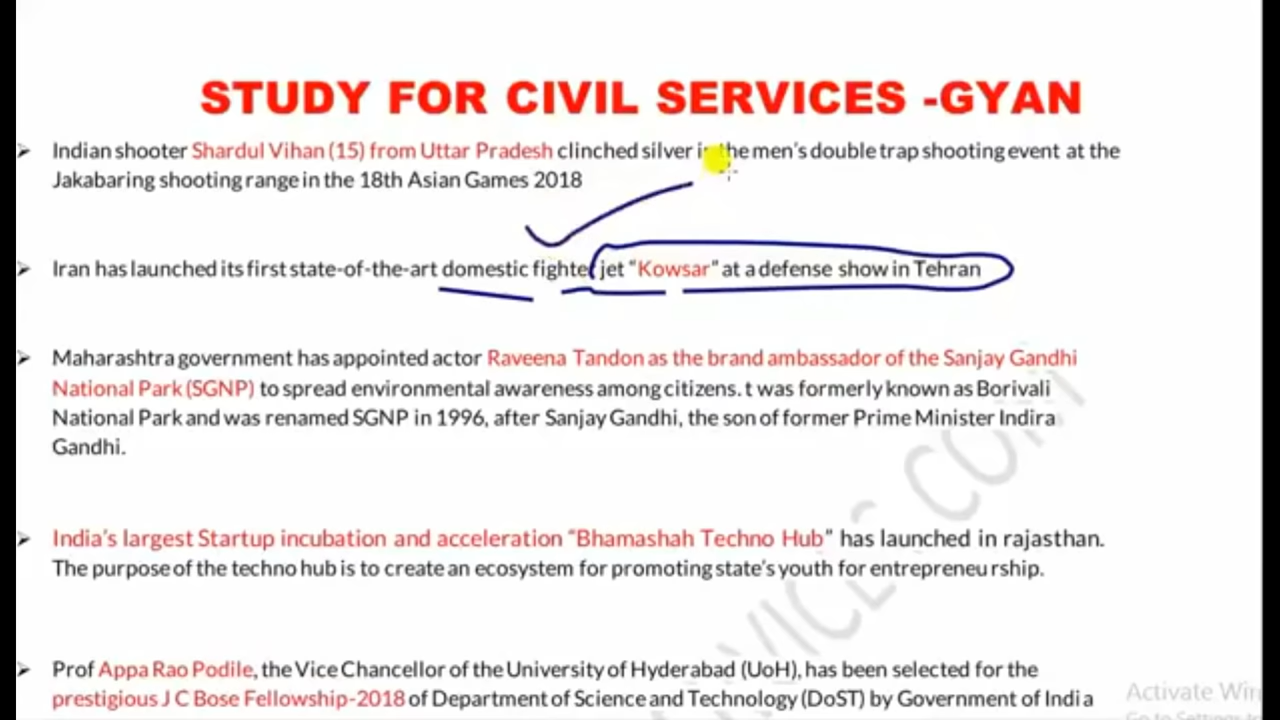 STUDY FOR CIVIL SERVICES -GYAN
Indian shooter Shardul Vihan (15) from Uttar Pradesh clinched silver in the men's double trap shooting event at the
Jakabaring shooting range in the 18th Asian Games 2018
Iran has launched its first state-of-the-art domestic fighter jet "Kowsar" at a defense show in Tehran
Maharashtra government has appointed actor Raveena Tandon as the brand ambassador of the Sanjay Gandhi
National Park (SGNP) to spread environmental awareness among citizens. t was formerly known as Borivali
National Park and was renamed SGNP in 1996, after Sanjay Gandhi, the son of former Prime Minister Indira
Gandhi.
India's largest Startup incubation and acceleration "Bhamashah Techno Hub" has launched in rajasthan.
The purpose of the techno hub is to create an ecosystem for promoting state's youth for entrepreneu rship.
Prof Appa Rao Podile, the Vice Chancellor of the University of Hyderabad (UoH), has been selected for the
prestigious J C Bose Fellowship-2018 of Department of Science and Technology (DoST) by Government of India
Activate Win